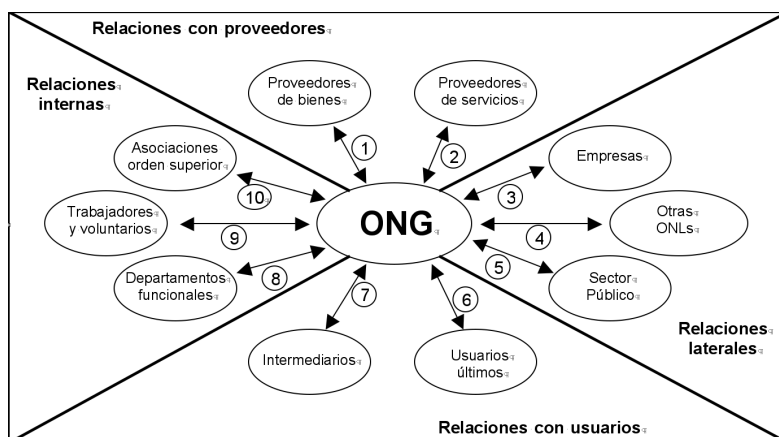 Relaciones con proveedores
Relaciones
internas
Proveedores
de bienes
Proveedores
de servicios
Asociaciones
orden superior
Empresas
1
2
10
3
Trabajadores
y voluntarios
9
ONG
4
Otras
ONLs
Departamentos
funcionales
8
5
Sector
Público
7
6
Intermediarios
Usuarios
últimos
Relaciones
laterales
Relaciones con usuarios